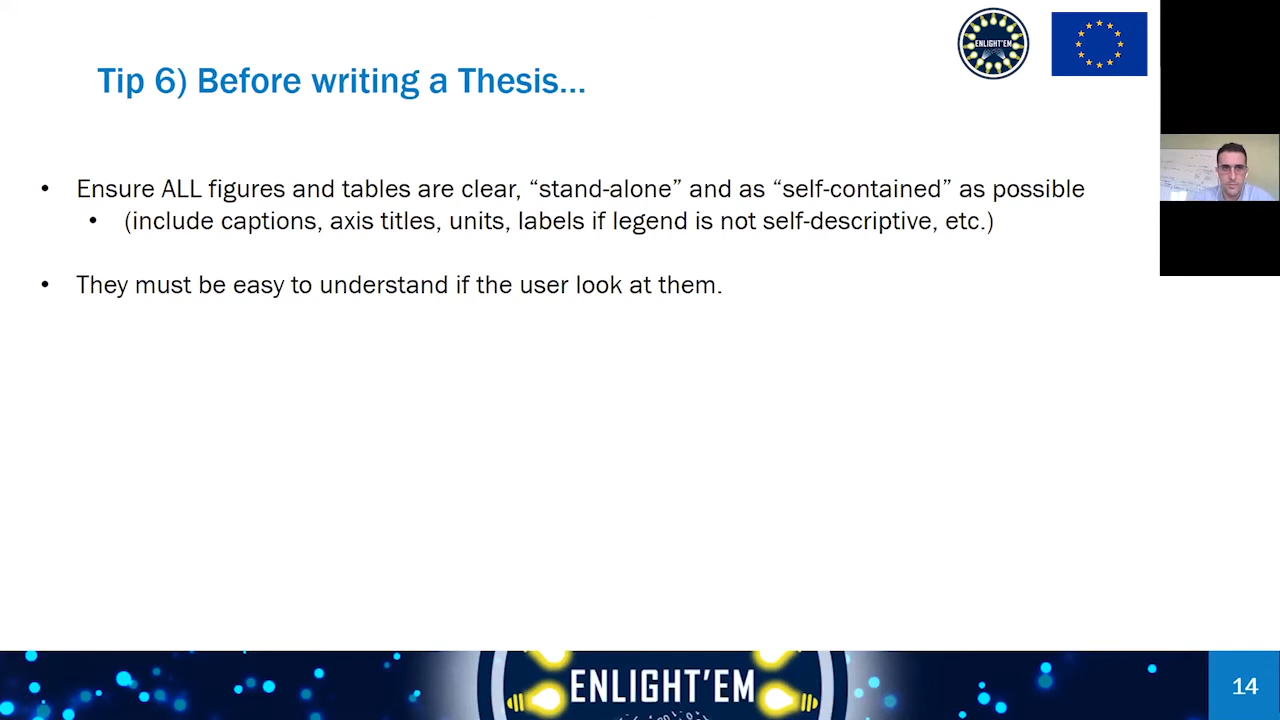 ENLIGHT'EM
Tip 6) Before writing a Thesis...
• Ensure ALL figures and tables are clear, “stand-alone” and as “self-contained” as possible
• (include captions, axis titles, units, labels if legend is not self-descriptive, etc.)
• They must be easy to understand if the user look at them.
ENLIGHT'EM
14